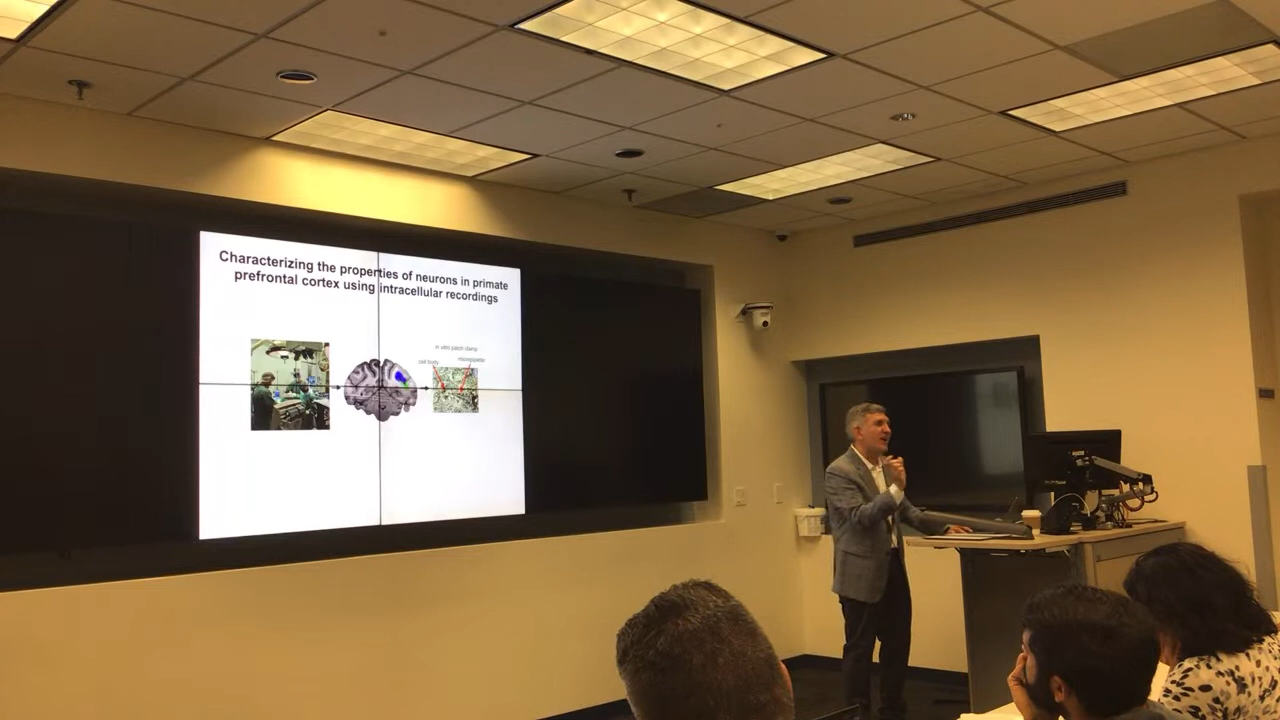 Characterizing the properties of neurons in primate
prefrontal cortex using intracellular recordings
in vitro patch clamp
cell body
micropipette